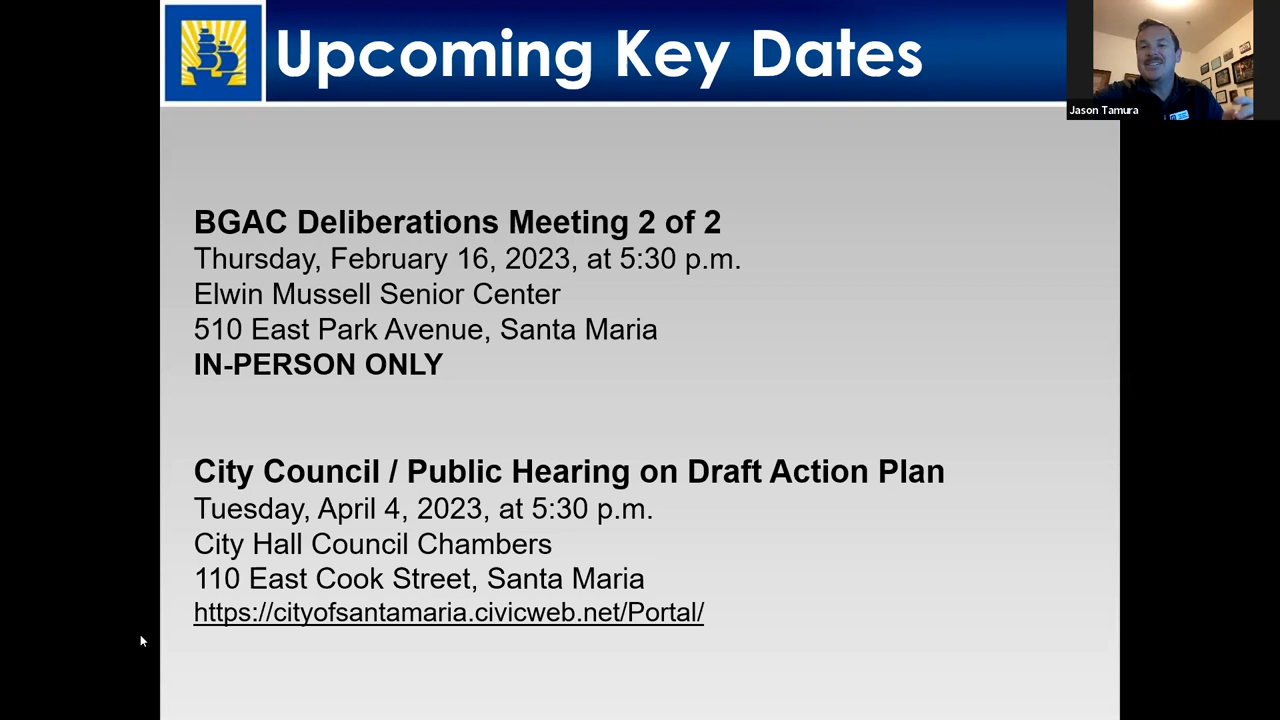 Upcoming Key Dates
Jason Tamura
BGAC Deliberations Meeting 2 of 2
Thursday, February 16, 2023, at 5:30 p.m.
Elwin Mussell Senior Center
510 East Park Avenue, Santa Maria
IN-PERSON ONLY
City Council / Public Hearing on Draft Action Plan
Tuesday, April 4, 2023, at 5:30 p.m.
City Hall Council Chambers
110 East Cook Street, Santa Maria
https://cityofsantamaria.civicweb.net/Portal/